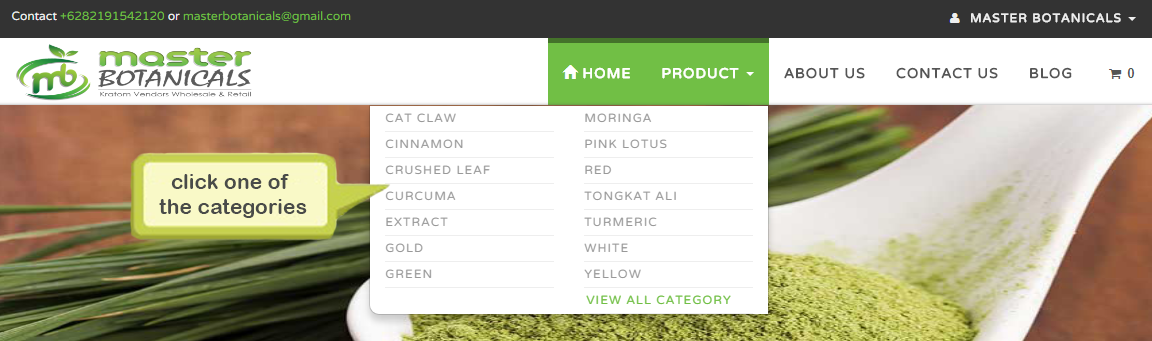 Contact +6282191542120 or masterbotanicals@gmail.com
MASTER BOTANICALS
master
BOTANICALS
Kratom Vendors Wholesale & Retail
mb
HOME
PRODUCT
ABOUT US
CONTACT US
BLOG
0
CAT CLAW
CINNAMON
CRUSHED LEAF
CURCUMA
EXTRACT
GOLD
GREEN
MORINGA
PINK LOTUS
RED
TONGKAT ALI
TURMERIC
WHITE
YELLOW
VIEW ALL CATEGORY
click one of
the categories